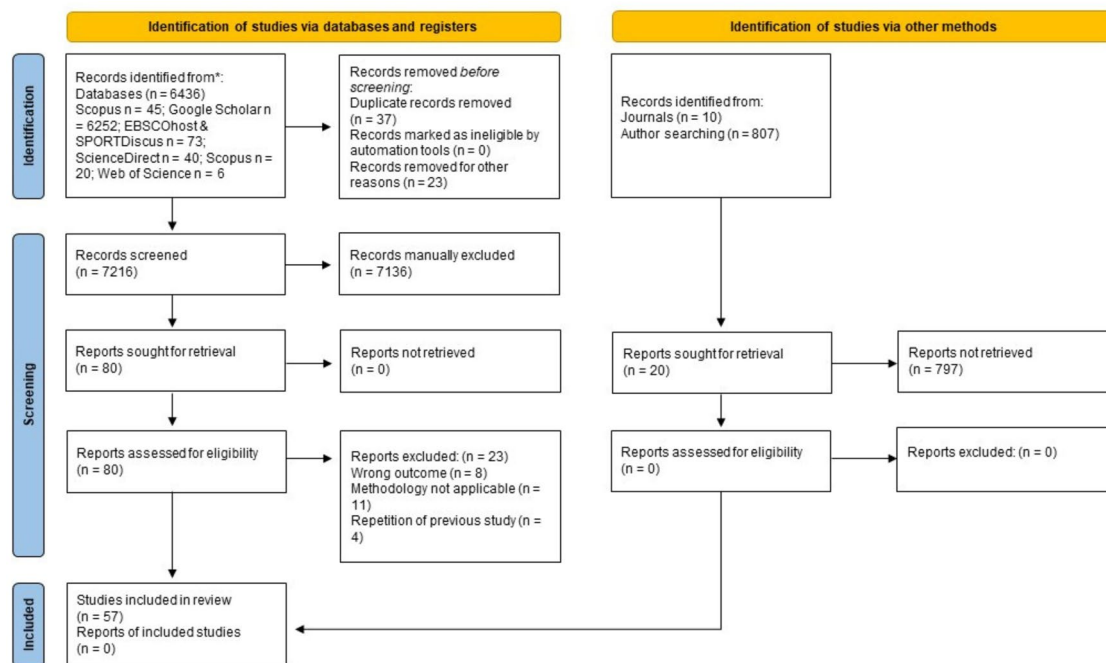 Identification of studies via databases and registers
Identification of studies via other methods
Identification
Records identified from*:
Databases (n = 6436)
Scopus n = 45; Google Scholar n
= 6252; EBSCOhost &
SPORTDiscus n = 73;
ScienceDirect n = 40; Scopus n =
20; Web of Science n = 6
Records removed before
screening:
Duplicate records removed
(n = 37)
Records marked as ineligible by
automation tools (n = 0)
Records removed for other
reasons (n = 23)
Records identified from:
Journals (n = 10)
Author searching (n = 807)
Screening
Records screened
(n = 7216)
Records manually excluded
(n = 7136)
Reports sought for retrieval
(n = 80)
Reports not retrieved
(n = 0)
Reports sought for retrieval
(n = 20)
Reports not retrieved
(n = 797)
Reports assessed for eligibility
(n = 80)
Reports excluded: (n = 23)
Wrong outcome (n = 8)
Methodology not applicable (n =
11)
Repetition of previous study (n =
4)
Reports assessed for eligibility
(n = 0)
Reports excluded: (n = 0)
Included
Studies included in review
(n = 57)
Reports of included studies
(n = 0)